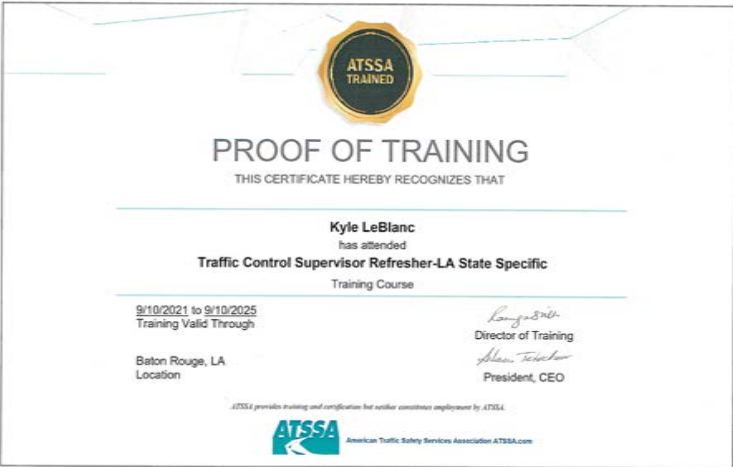 ATSSA
TRAINED
PROOF OF TRAINING
THIS CERTIFICATE HEREBY RECOGNIZES THAT
Kyle LeBlanc
has attended
Traffic Control Supervisor Refresher-LA State Specific
Training Course
9/10/2021 to 9/10/2025
Training Valid Through
Director of Training
Baton Rouge, LA
Location
President, CEO
ATSSA provides training and certification but neither constitutes employment by ATSSA.
ATSSA
American Traffic Safety Services Association ATSSA.com